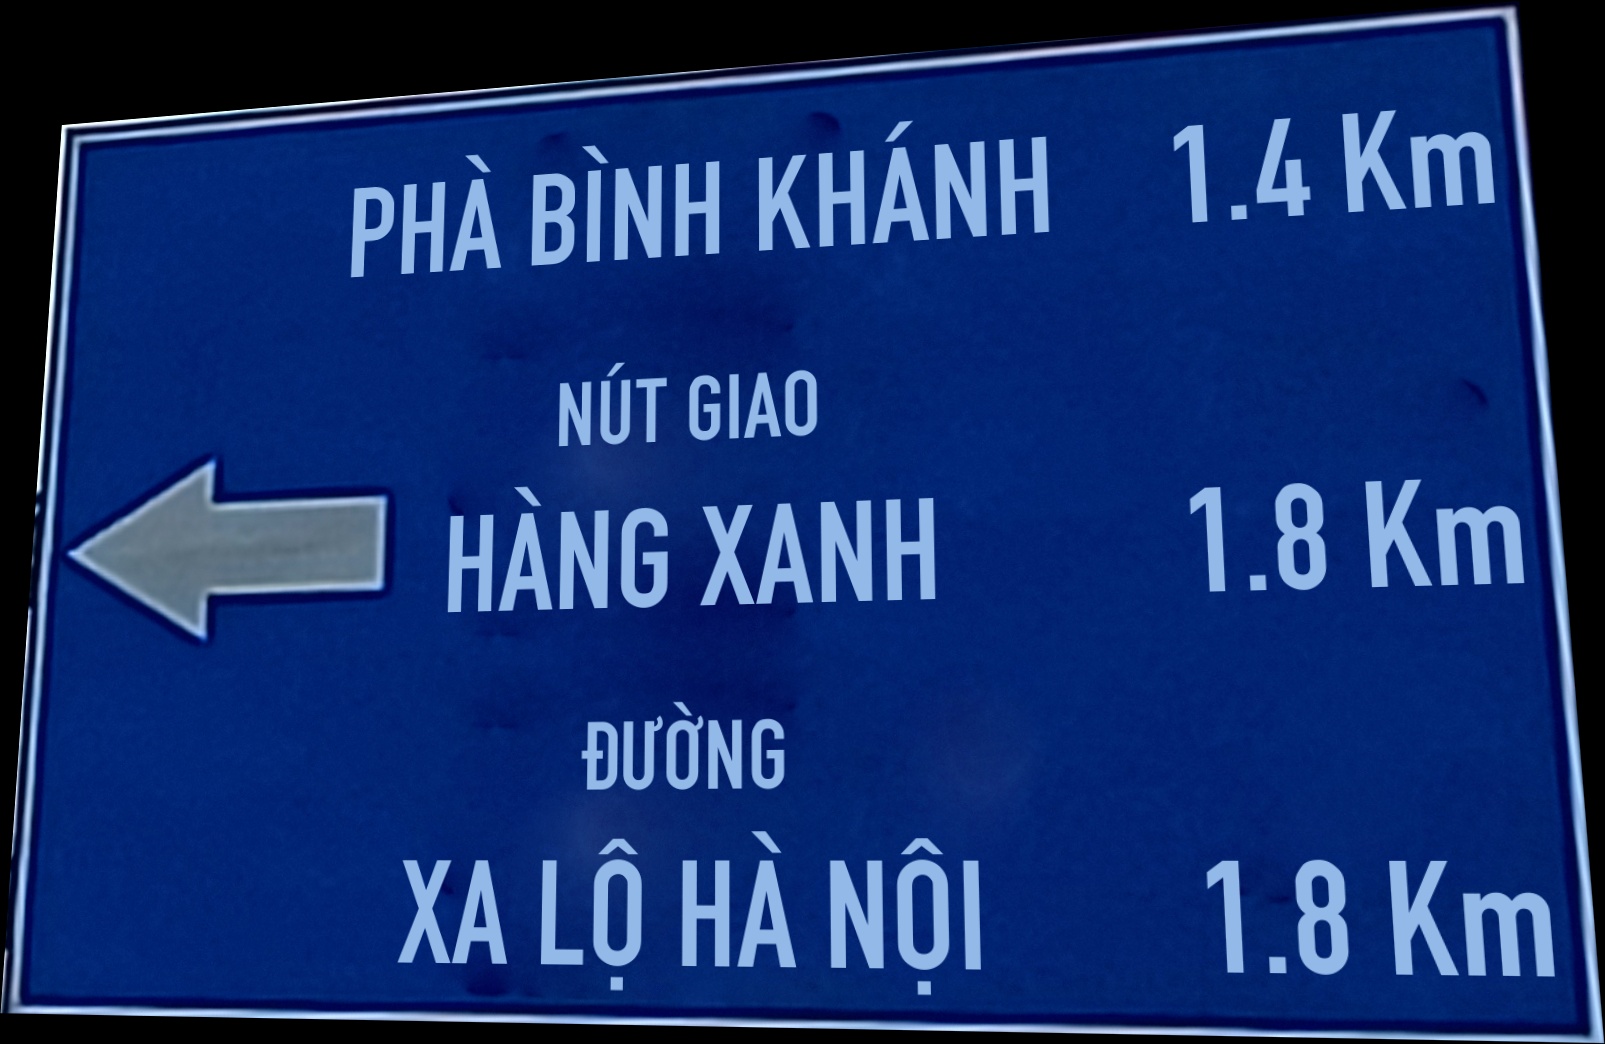 PHÀ BÌNH KHÁNH 1.4 Km
NÚT GIAO
HÀNG XANH 1.8 Km
ĐƯỜNG
XA LỘ HÀ NỘI 1.8 Km